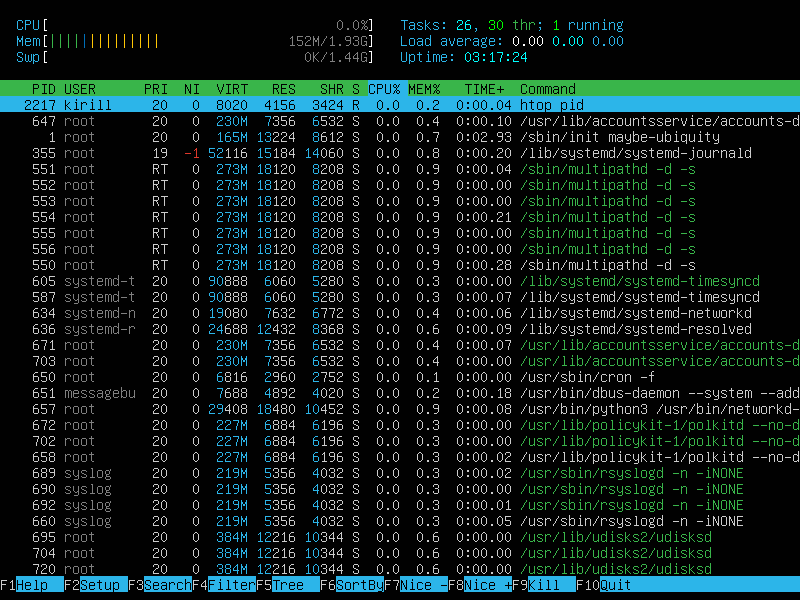 CPU[ 0.0%] Tasks: 26, 30 thr; 1 running
Mem[|||||||||||||| 152M/1.93G] Load average: 0.00 0.00 0.00
Swp[ 0K/1.44G] Uptime: 03:17:24
PID USER PRI NI VIRT RES SHR S CPU% MEM% TIME+ Command
2217 kirill 20 0 8020 4156 3424 R 0.0 0.2 0:00.04 htop pid
647 root 20 0 230M 7356 6532 S 0.0 0.4 0:00.10 /usr/lib/accountsservice/accounts-d
1 root 20 0 165M 13224 8612 S 0.0 0.7 0:02.93 /sbin/init maybe-ubiquity
355 root 19 -1 52116 15184 14060 S 0.0 0.8 0:00.20 /lib/systemd/systemd-journald
551 root RT 0 273M 18120 8208 S 0.0 0.9 0:00.04 /sbin/multipathd -d -s
552 root RT 0 273M 18120 8208 S 0.0 0.9 0:00.00 /sbin/multipathd -d -s
553 root RT 0 273M 18120 8208 S 0.0 0.9 0:00.00 /sbin/multipathd -d -s
554 root RT 0 273M 18120 8208 S 0.0 0.9 0:00.21 /sbin/multipathd -d -s
555 root RT 0 273M 18120 8208 S 0.0 0.9 0:00.00 /sbin/multipathd -d -s
556 root RT 0 273M 18120 8208 S 0.0 0.9 0:00.00 /sbin/multipathd -d -s
550 root RT 0 273M 18120 8208 S 0.0 0.9 0:00.28 /sbin/multipathd -d -s
605 systemd-t 20 0 90888 6060 5280 S 0.0 0.3 0:00.00 /lib/systemd/systemd-timesyncd
587 systemd-t 20 0 90888 6060 5280 S 0.0 0.3 0:00.07 /lib/systemd/systemd-timesyncd
634 systemd-n 20 0 19080 7632 6772 S 0.0 0.4 0:00.06 /lib/systemd/systemd-networkd
636 systemd-r 20 0 24688 12432 8368 S 0.0 0.6 0:00.09 /lib/systemd/systemd-resolved
671 root 20 0 230M 7356 6532 S 0.0 0.4 0:00.07 /usr/lib/accountsservice/accounts-d
703 root 20 0 230M 7356 6532 S 0.0 0.4 0:00.00 /usr/lib/accountsservice/accounts-d
650 root 20 0 6816 2960 2752 S 0.0 0.1 0:00.00 /usr/sbin/cron -f
651 messagebu 20 0 7688 4892 4020 S 0.0 0.2 0:00.18 /usr/bin/dbus-daemon --system --add
657 root 20 0 29408 18480 10452 S 0.0 0.9 0:00.08 /usr/bin/python3 /usr/bin/networkd-
672 root 20 0 227M 6884 6196 S 0.0 0.3 0:00.00 /usr/lib/policykit-1/polkitd --no-d
702 root 20 0 227M 6884 6196 S 0.0 0.3 0:00.00 /usr/lib/policykit-1/polkitd --no-d
658 root 20 0 227M 6884 6196 S 0.0 0.3 0:00.02 /usr/lib/policykit-1/polkitd --no-d
689 syslog 20 0 219M 5356 4032 S 0.0 0.3 0:00.02 /usr/sbin/rsyslogd -n -iNONE
690 syslog 20 0 219M 5356 4032 S 0.0 0.3 0:00.00 /usr/sbin/rsyslogd -n -iNONE
692 syslog 20 0 219M 5356 4032 S 0.0 0.3 0:00.01 /usr/sbin/rsyslogd -n -iNONE
660 syslog 20 0 219M 5356 4032 S 0.0 0.3 0:00.05 /usr/sbin/rsyslogd -n -iNONE
695 root 20 0 384M 12216 10344 S 0.0 0.6 0:00.00 /usr/lib/udisks2/udisksd
704 root 20 0 384M 12216 10344 S 0.0 0.6 0:00.00 /usr/lib/udisks2/udisksd
720 root 20 0 384M 12216 10344 S 0.0 0.6 0:00.00 /usr/lib/udisks2/udisksd
F1Help F2Setup F3SearchF4FilterF5Tree F6SortByF7Nice -F8Nice +F9Kill F10Quit